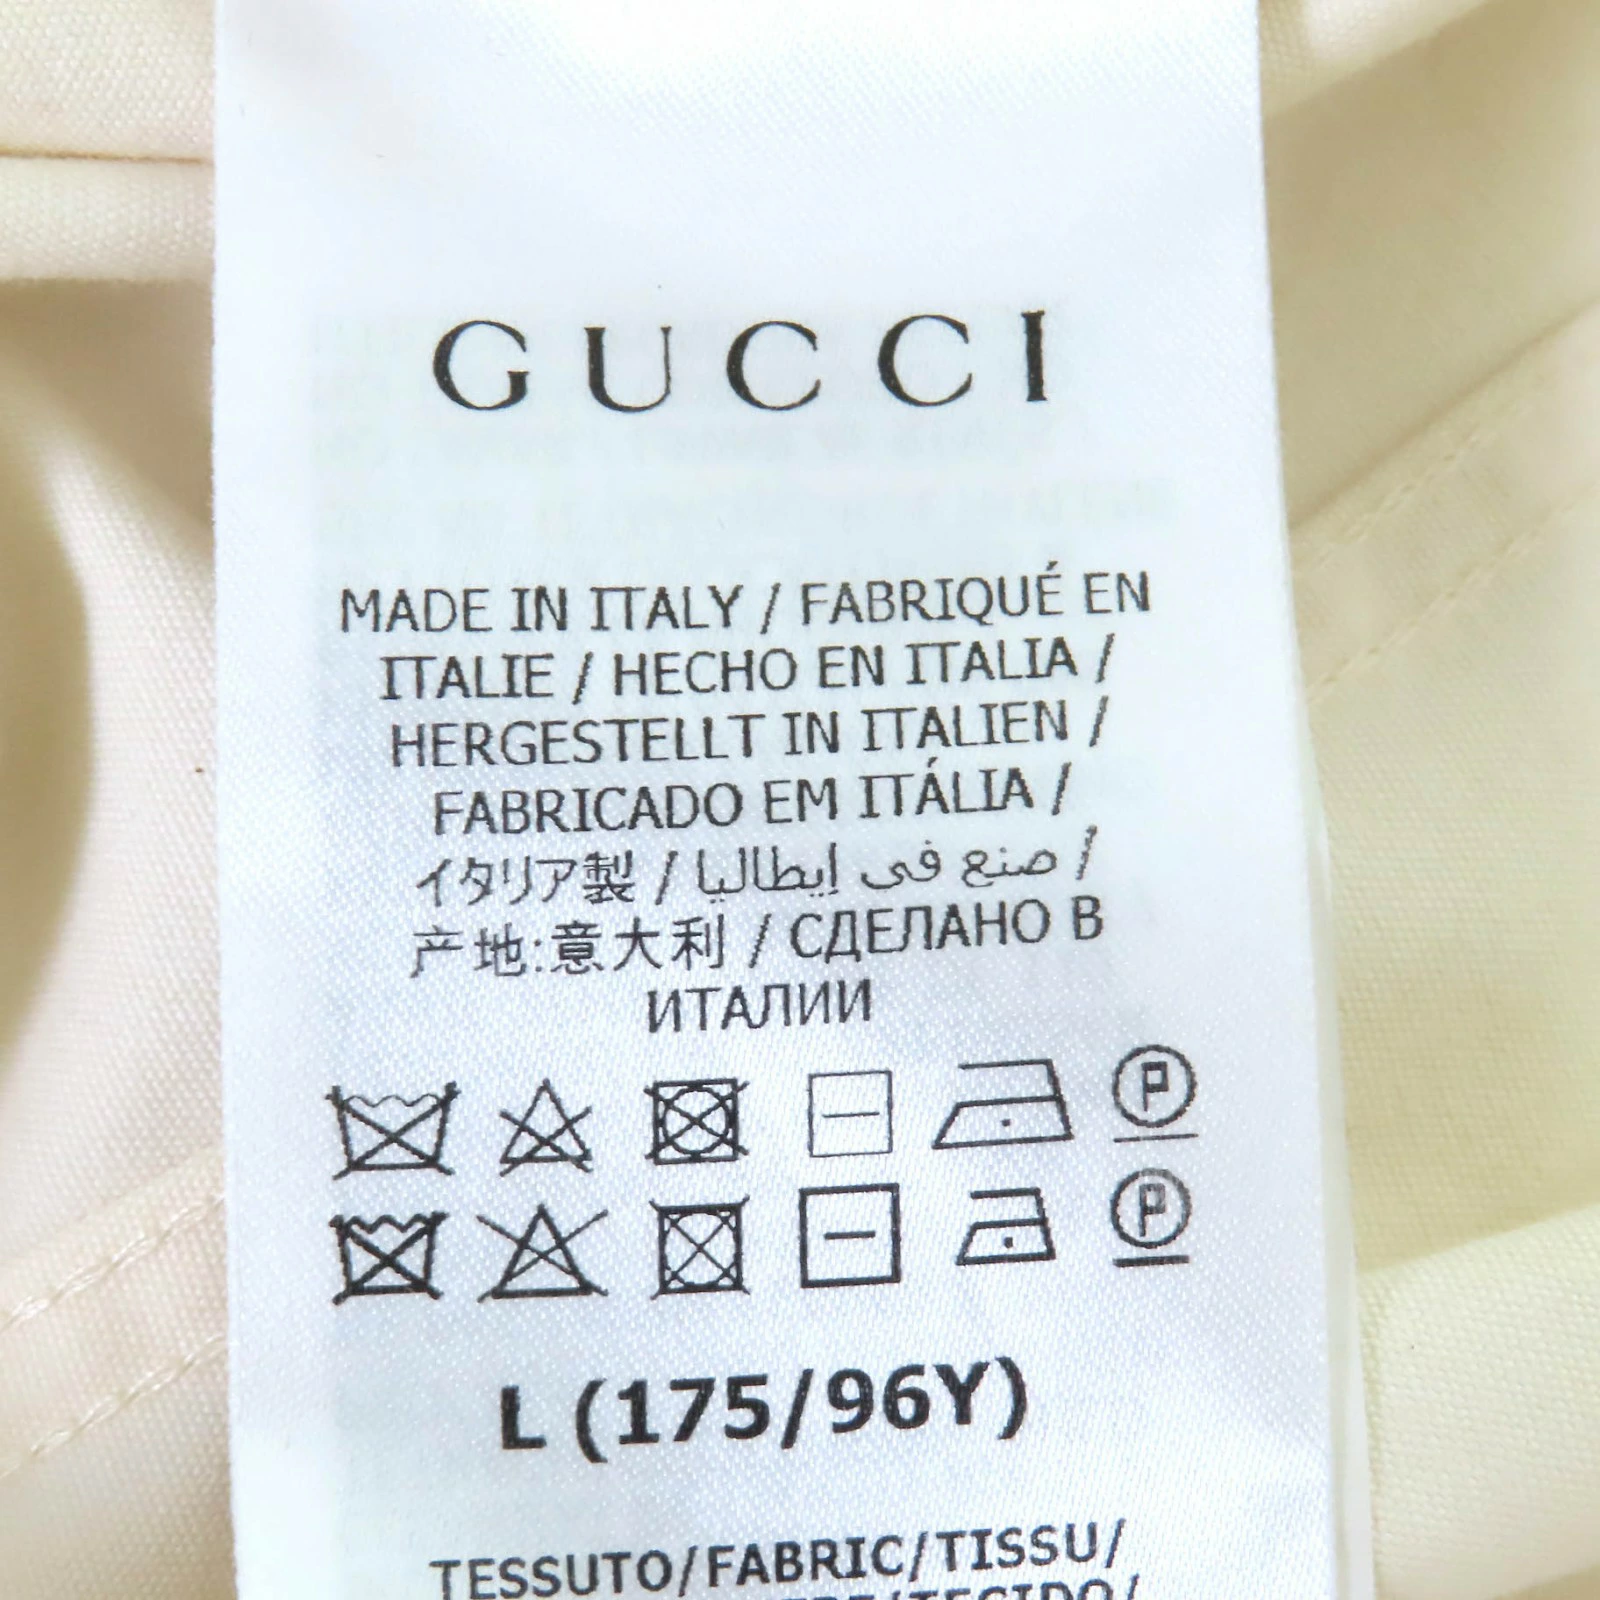 GUCCI
MADE IN ITALY / FABRIQUÉ EN
ITALIE / HECHO EN ITALIA /
HERGESTELLT IN ITALIEN /
FABRICADO EM ITÁLIA /
イタリア製 / صنع في إيطاليا /
产地:意大利 / СДЕЛАНО В
ИТАЛИИ
P
P
L (175/96Y)
TESSUTO/FABRIC/TISSU/